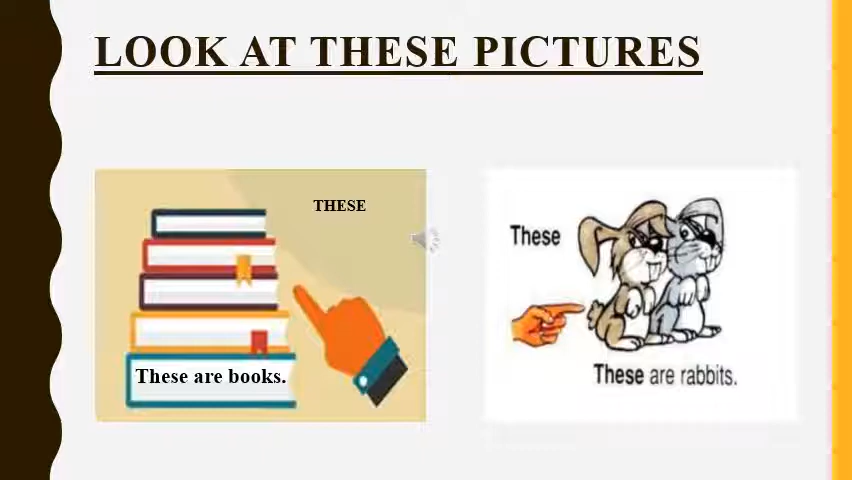 LOOK AT THESE PICTURES
THESE
These are books.
These
These are rabbits.